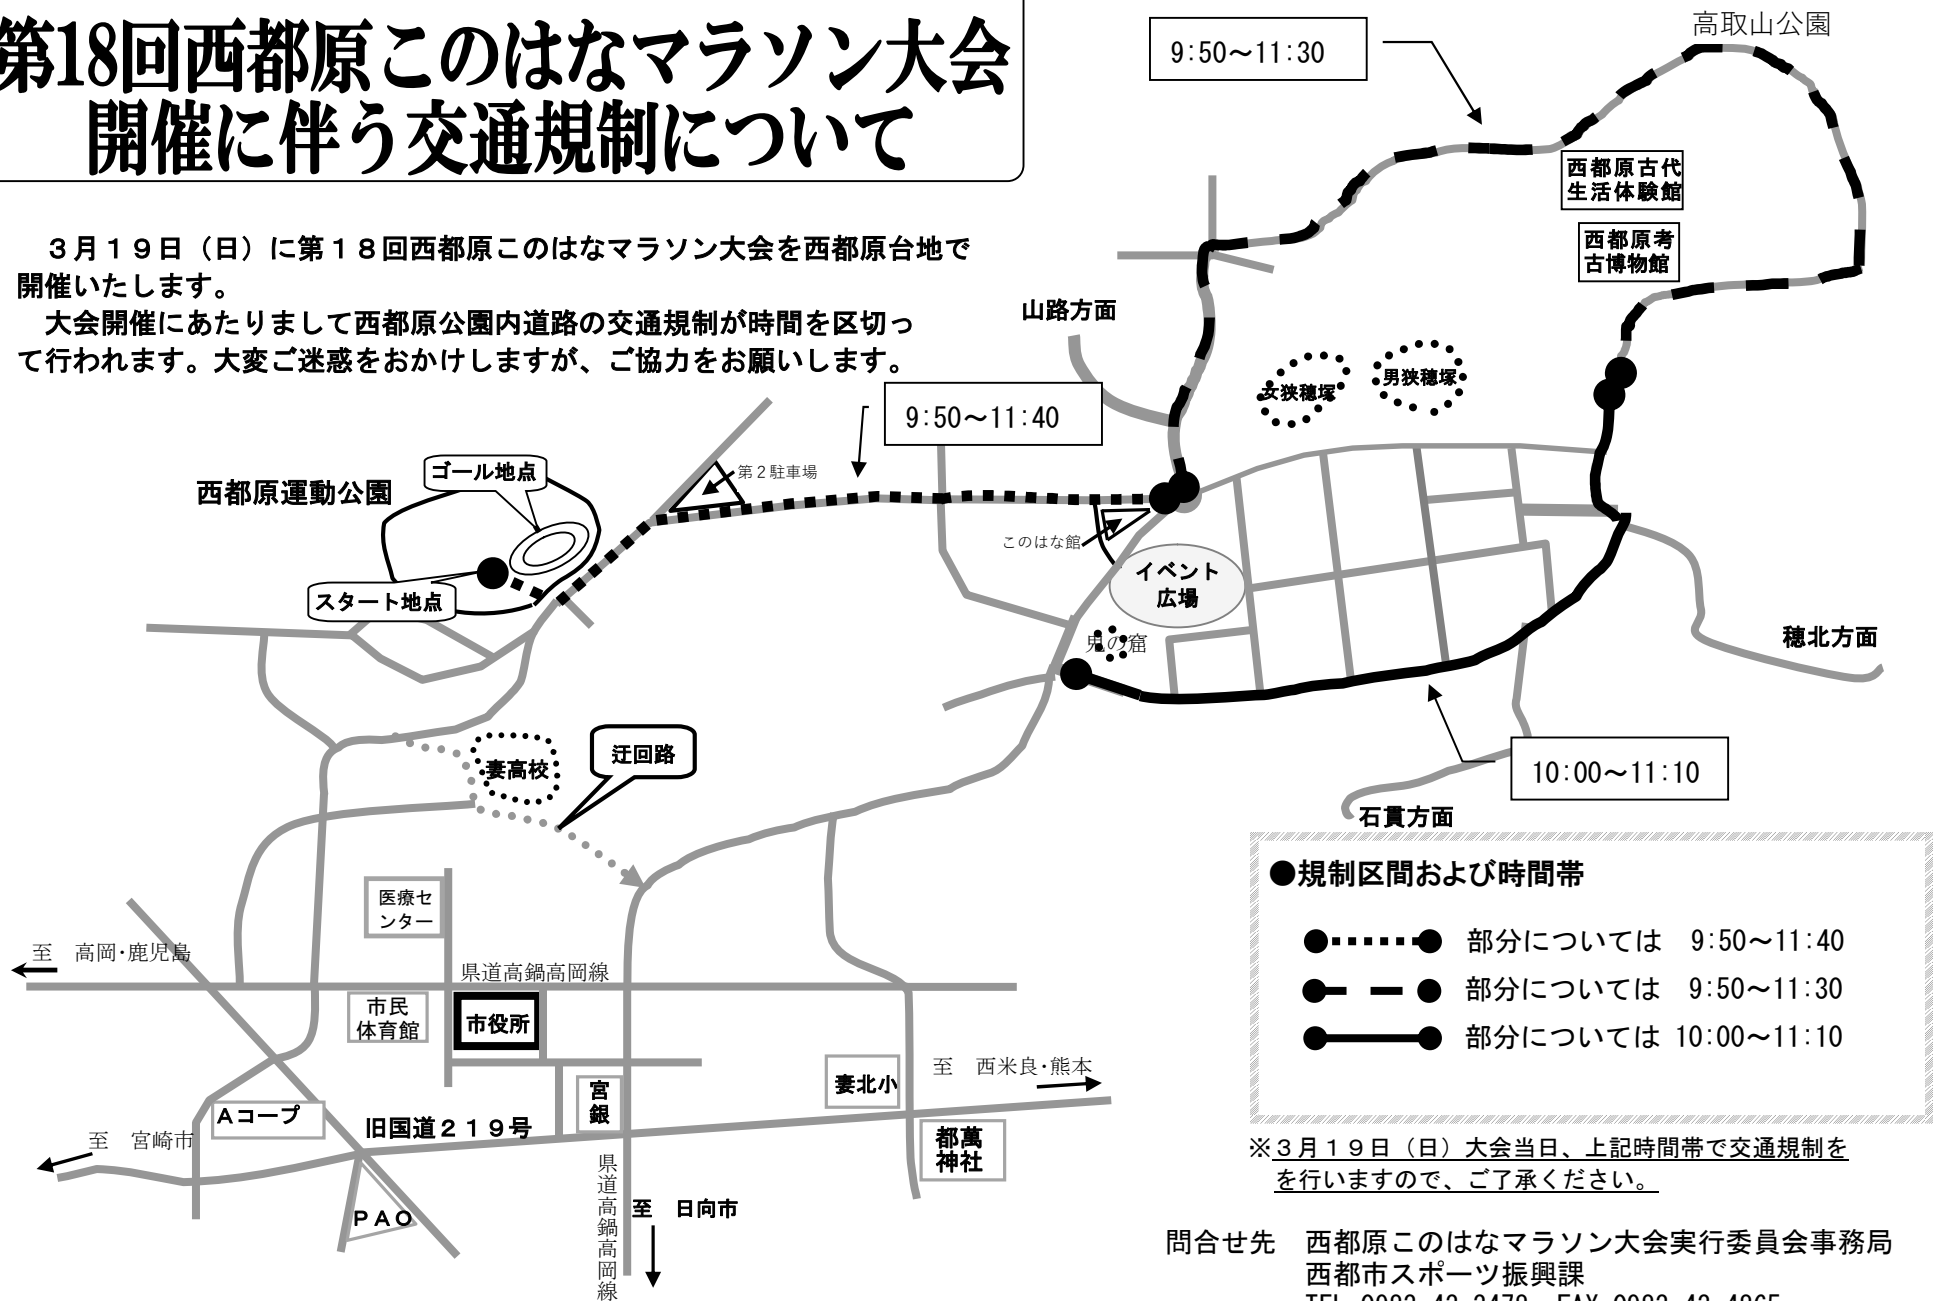 第18回西都原このはなマラソン大会
開催に伴う交通規制について
３月１９日（日）に第１８回西都原このはなマラソン大会を西都原台地で
開催いたします。
大会開催にあたりまして西都原公園内道路の交通規制が時間を区切っ
て行われます。大変ご迷惑をおかけしますが、ご協力をお願いします。
9:50～11:30
高取山公園
西都原古代
生活体験館
西都原考
古博物館
山路方面
女狭穂塚
男狭穂塚
9:50～11:40
第２駐車場
西都原運動公園
ゴール地点
スタート地点
このはな館
イベント
広場
鬼の窟
穂北方面
10:00～11:10
石貫方面
妻高校
迂回路
医療セ
ンター
至　高岡・鹿児島
県道高鍋高岡線
市民
体育館
市役所
宮
銀
妻北小
至　西米良・熊本
Aコープ
旧国道２１９号
都萬
神社
至　宮崎市
PAO
県道高鍋高岡線
至　日向市
●規制区間および時間帯
部分については　9:50～11:40
部分については　9:50～11:30
部分については 10:00～11:10
※３月１９日（日）大会当日、上記時間帯で交通規制を
を行いますので、ご了承ください。
問合せ先　西都原このはなマラソン大会実行委員会事務局
西都市スポーツ振興課